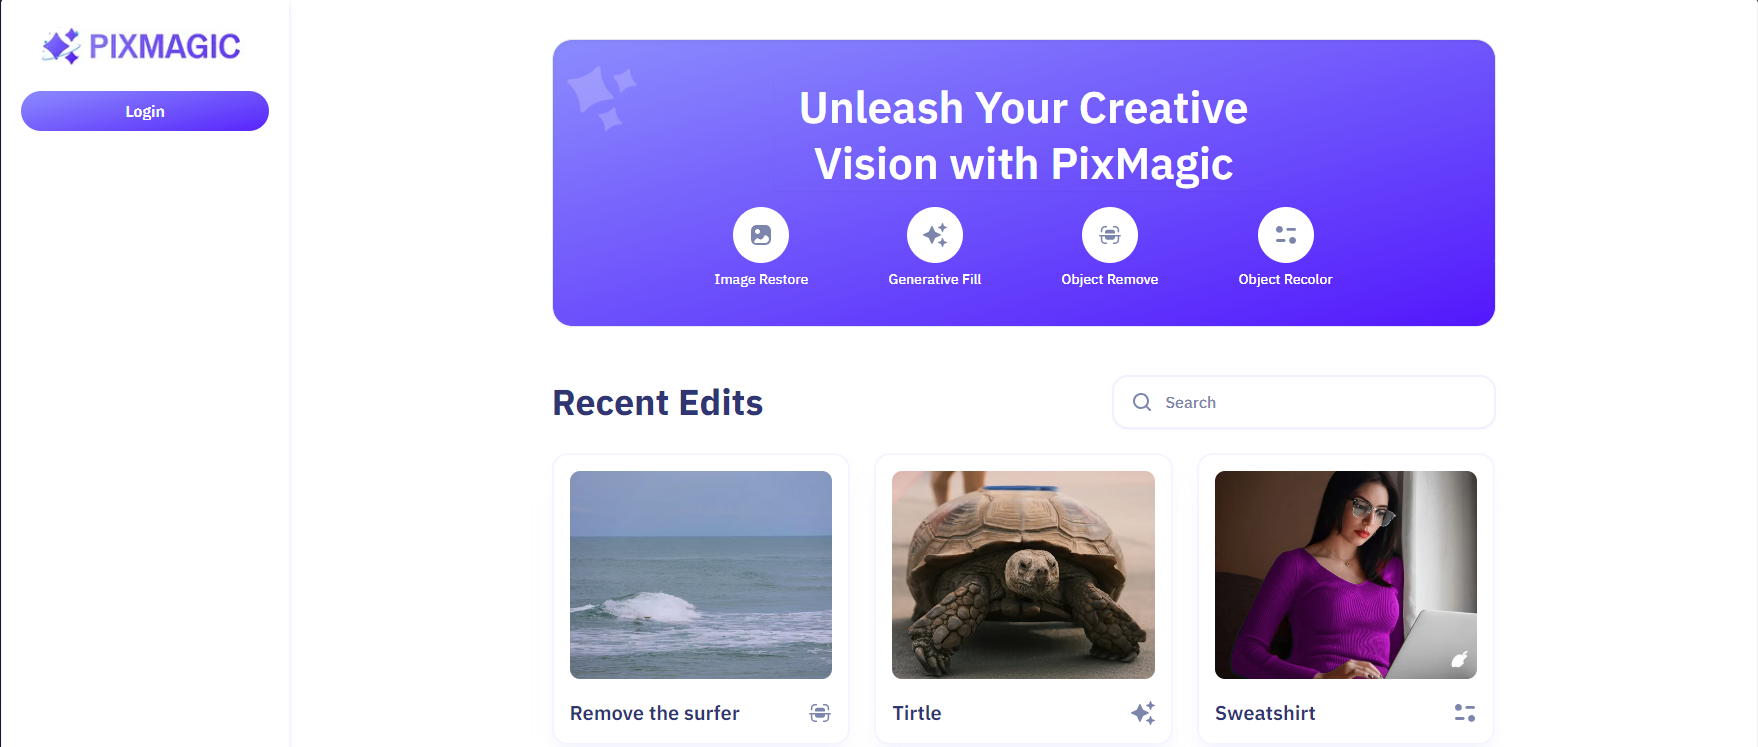 PIXMAGIC
Login
Unleash Your Creative
Vision with PixMagic
Image Restore
Generative Fill
Object Remove
Object Recolor
Recent Edits
Search
Remove the surfer
Tirtle
Sweatshirt